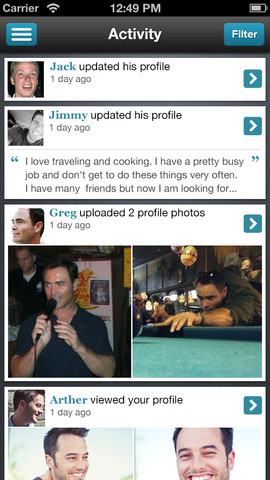 Carrier 12:49 PM
Activity
Filter
Jack updated his profile
1 day ago
Jimmy updated his profile
1 day ago
“ I love traveling and cooking. I have a pretty busy ”
job and don't get to do these things very often.
I have many friends but now I am looking for...
Greg uploaded 2 profile photos
1 day ago
Arther viewed your profile
1 day ago